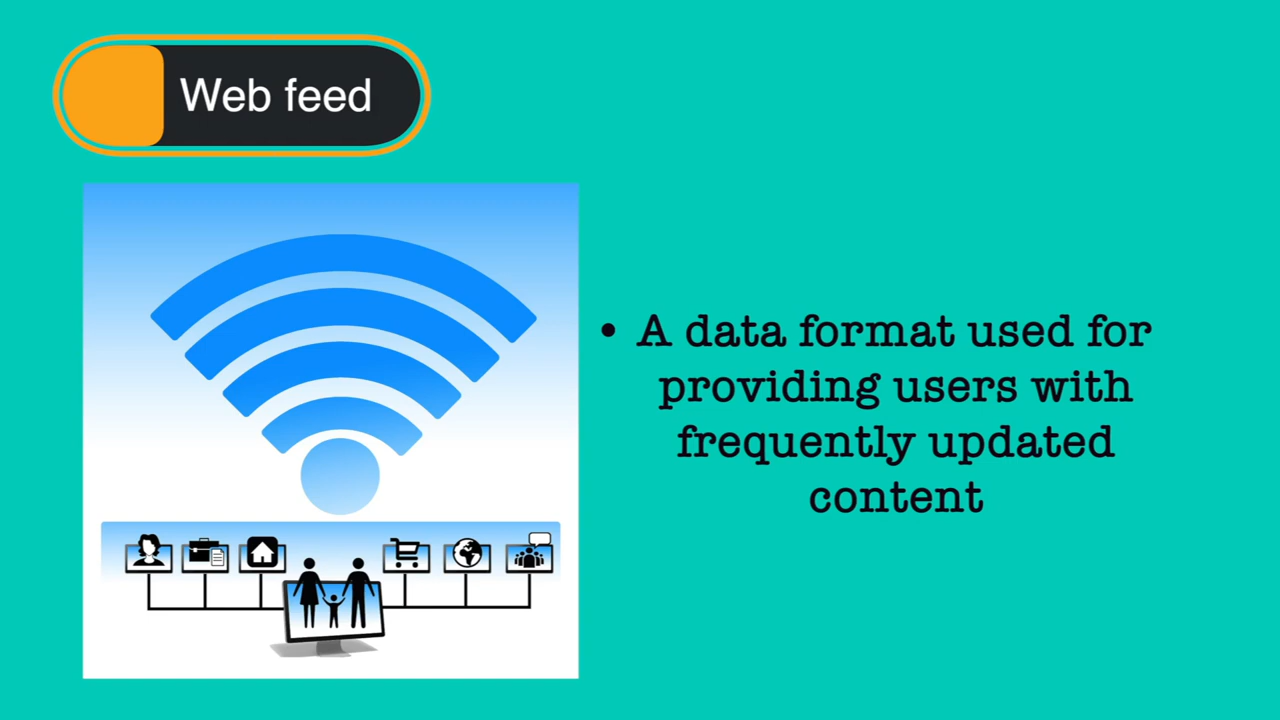 Web feed
• A data format used for
providing users with
frequently updated
content